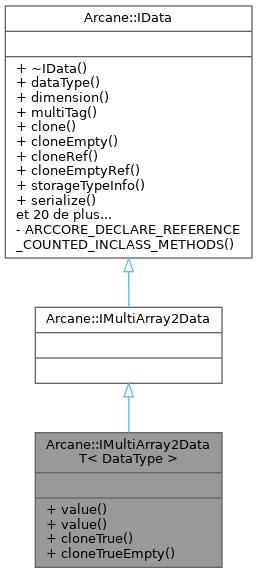 Arcane::IData
+ ~IData()
+ dataType()
+ dimension()
+ multiTag()
+ clone()
+ cloneEmpty()
+ cloneRef()
+ cloneEmptyRef()
+ storageTypeInfo()
+ serialize()
et 20 de plus...
- ARCCORE_DECLARE_REFERENCE
_COUNTED_INCLASS_METHODS()
Arcane::IMultiArray2Data
Arcane::IMultiArray2Data
T< DataType >
+ value()
+ value()
+ cloneTrue()
+ cloneTrueEmpty()